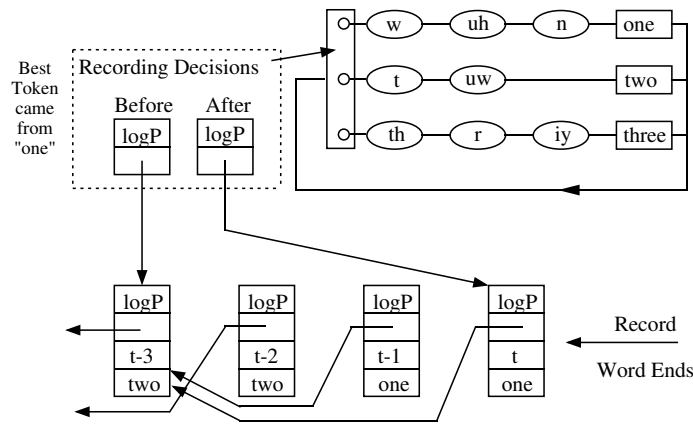 Best
Token
came
from
"one"
Recording Decisions
Before After
logP logP
w uh n one
t uw two
th r iy three
logP logP logP logP
t-3 t-2 t-1 t
two two one one
Record
Word Ends